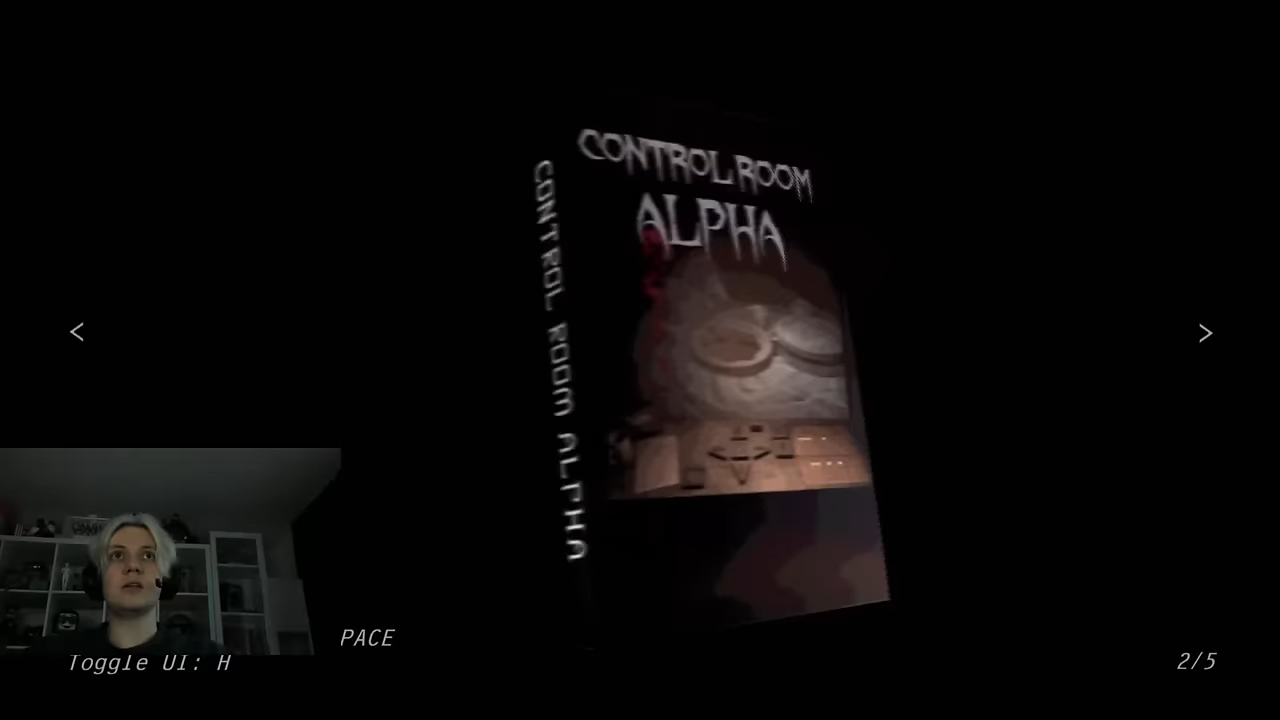 CONTROL ROOM
ALPHA
CONTROL ROOM ALPHA
<
>
PACE
Toggle UI: H
2/5